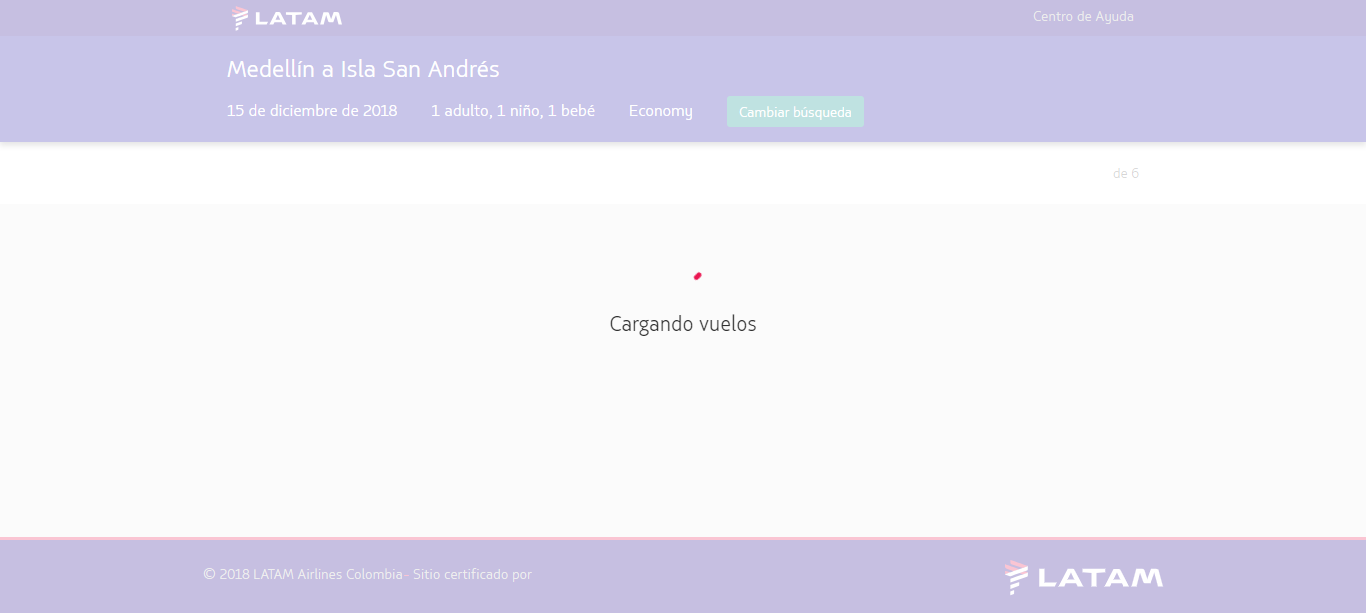 LATAM
Centro de Ayuda
Medellín a Isla San Andrés
15 de diciembre de 2018 1 adulto, 1 niño, 1 bebé Economy Cambiar búsqueda
de 6
Cargando vuelos
© 2018 LATAM Airlines Colombia - Sitio certificado por
LATAM